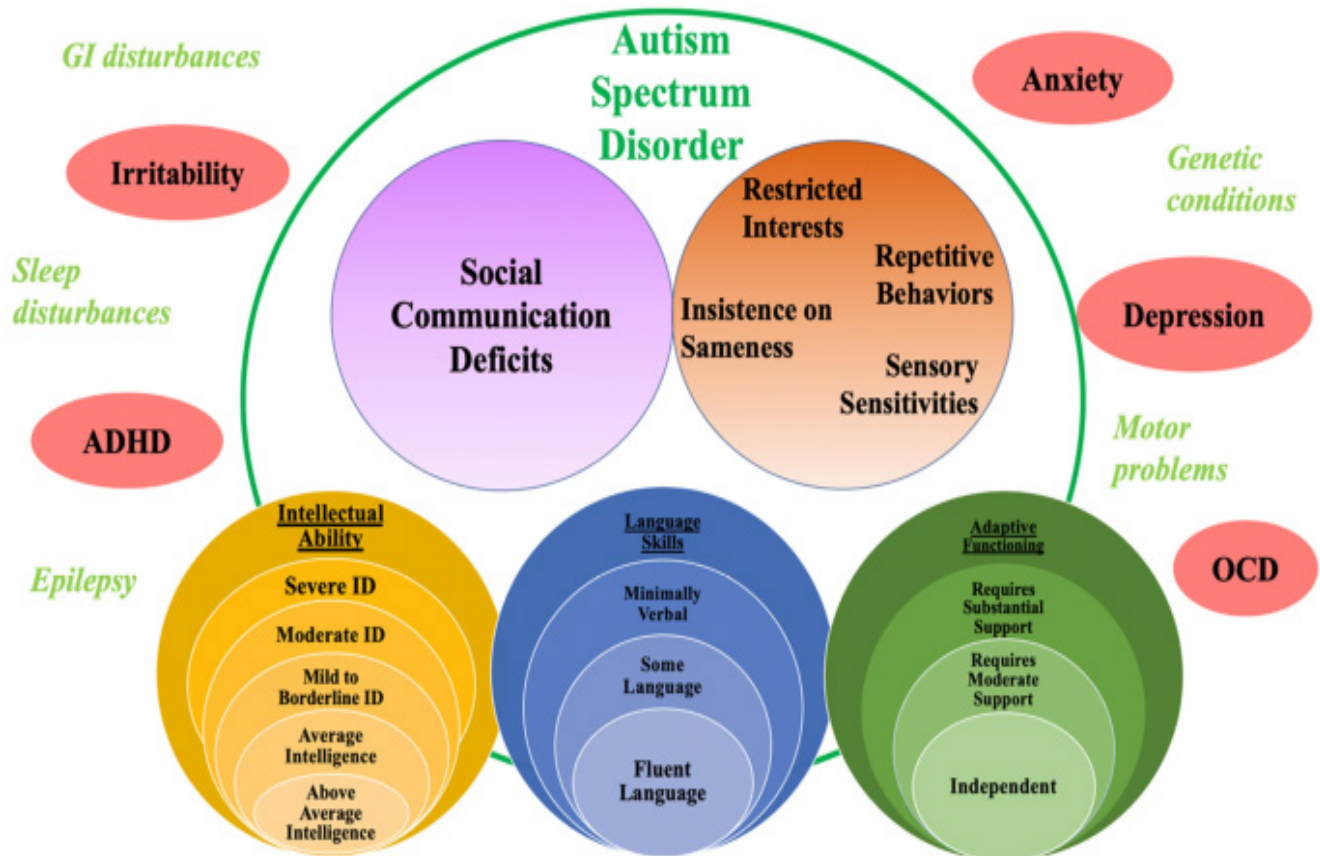 Autism
Spectrum
Disorder
GI disturbances
Anxiety
Irritability
Genetic
conditions
Restricted
Interests
Repetitive
Behaviors
Social
Communication
Deficits
Insistence on
Sameness
Sensory
Sensitivities
Sleep
disturbances
Depression
ADHD
Motor
problems
Epilepsy
OCD
Intellectual
Ability
Severe ID
Moderate ID
Mild to
Borderline ID
Average
Intelligence
Above
Average
Intelligence
Language
Skills
Minimally
Verbal
Some
Language
Fluent
Language
Adaptive
Functioning
Requires
Substantial
Support
Requires
Moderate
Support
Independent